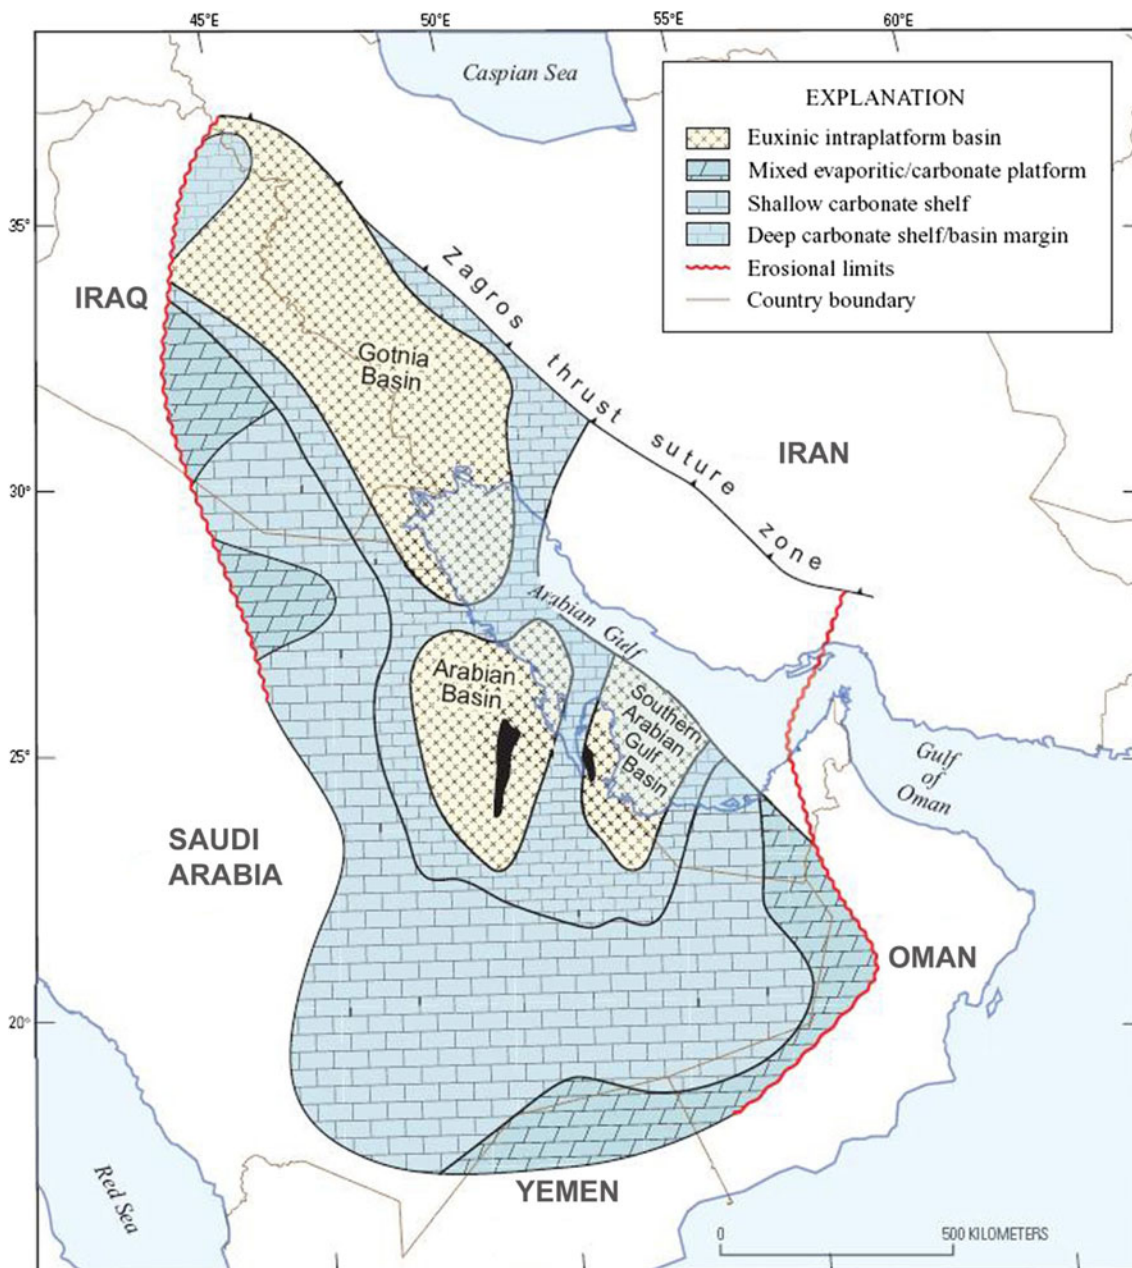 45°E 50°E 55°E 60°E
Caspian Sea
EXPLANATION
Euxinic intraplatform basin
Mixed evaporitic/carbonate platform
Shallow carbonate shelf
Deep carbonate shelf/basin margin
Erosional limits
Country boundary
35°
Zagros thrust suture zone
IRAQ
Gotnia
Basin
IRAN
30°
Arabian Gulf
Arabian
Basin
Southern
Arabian
Gulf
Basin
25°
Gulf
of
Oman
SAUDI
ARABIA
OMAN
20°
Red Sea
YEMEN
0 500 KILOMETERS